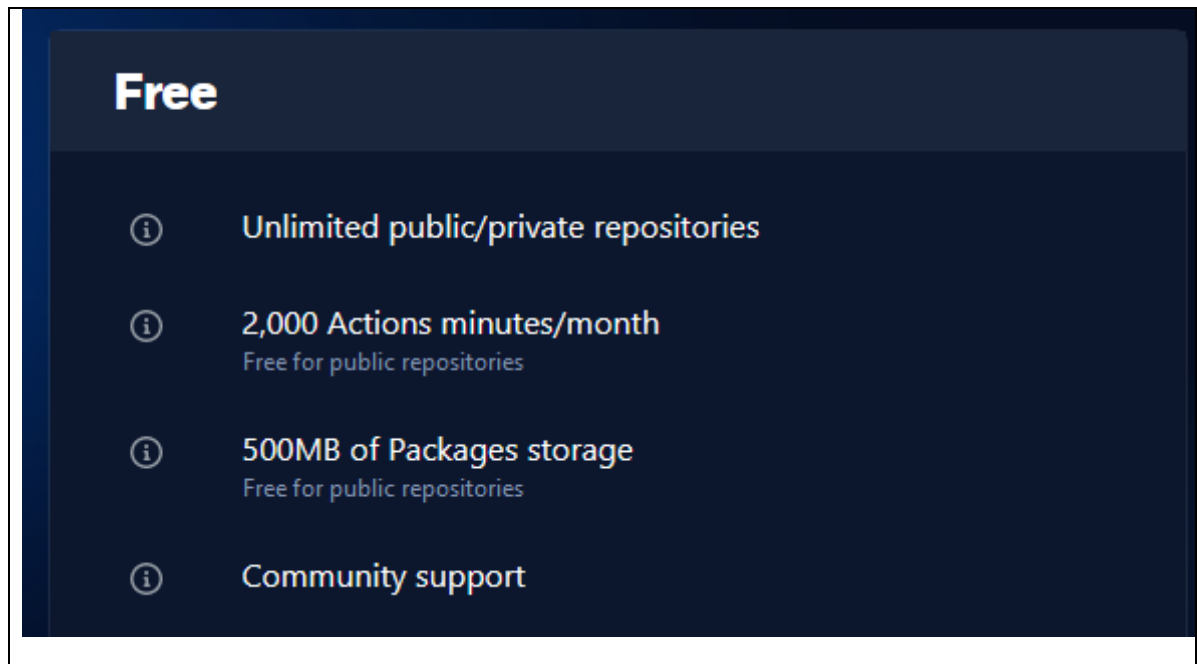 Free
Unlimited public/private repositories
2,000 Actions minutes/month
Free for public repositories
500MB of Packages storage
Free for public repositories
Community support